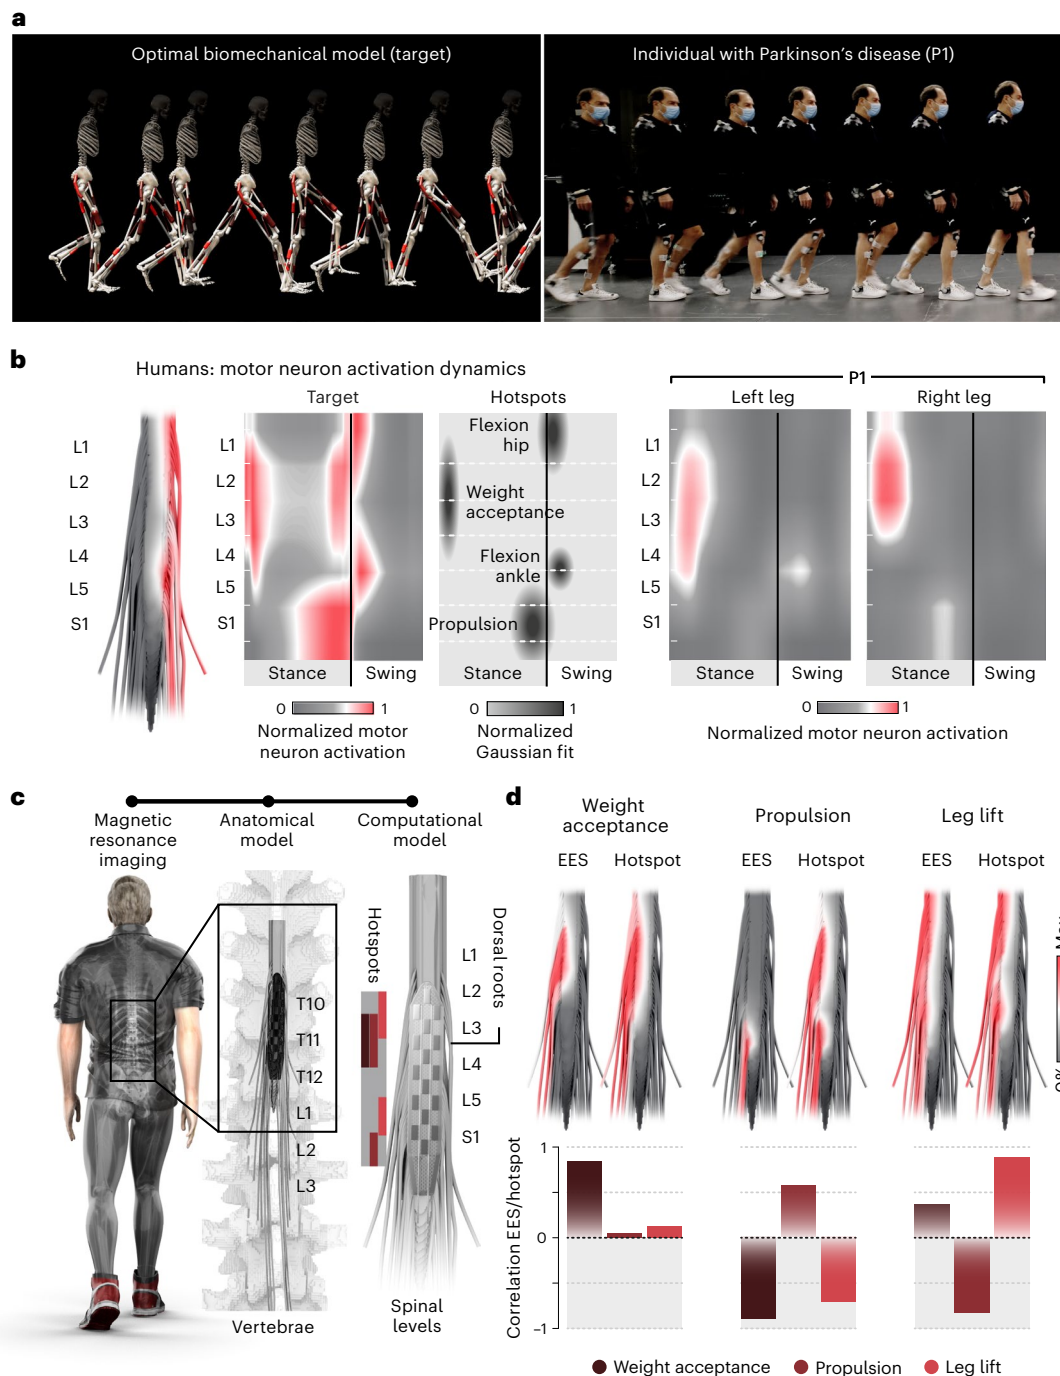 a
Optimal biomechanical model (target)
Individual with Parkinson's disease (P1)
b
Humans: motor neuron activation dynamics
P1
Target
Hotspots
Left leg
Right leg
L1
L2
L3
L4
L5
S1
L1
L2
L3
L4
L5
S1
Flexion
hip
Weight
acceptance
Flexion
ankle
Propulsion
L1
L2
L3
L4
L5
S1
Stance
Swing
Stance
Swing
Stance
Swing
Stance
Swing
0
1
Normalized motor
neuron activation
0
1
Normalized
Gaussian fit
0
1
Normalized motor neuron activation
c
Magnetic
resonance
imaging
Anatomical
model
Computational
model
Hotspots
Dorsal roots
T10
T11
T12
L1
L2
L3
L1
L2
L3
L4
L5
S1
Vertebrae
Spinal
levels
d
Weight
acceptance
Propulsion
Leg lift
EES
Hotspot
EES
Hotspot
EES
Hotspot
Correlation EES/hotspot
1
0
–1
Weight acceptance
Propulsion
Leg lift